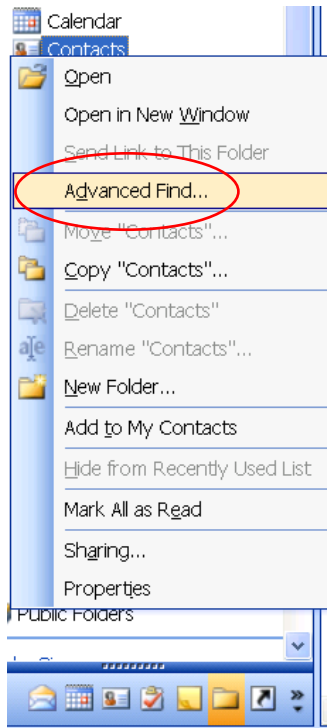 Calendar
Contacts
Open
Open in New Window
Send Link to This Folder
Advanced Find...
Move "Contacts"...
Copy "Contacts"...
Delete "Contacts"
Rename "Contacts"...
New Folder...
Add to My Contacts
Hide from Recently Used List
Mark All as Read
Sharing...
Properties
Public Folders